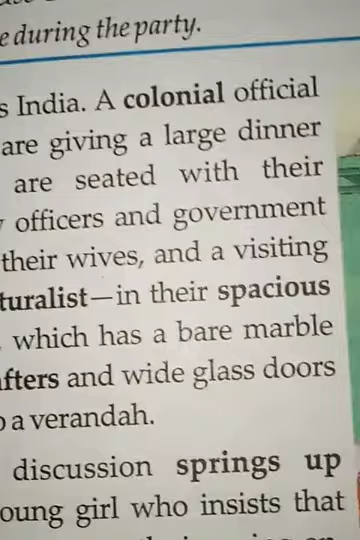 e during the party.
s India. A colonial official
are giving a large dinner
are seated with their
officers and government
their wives, and a visiting
turalist—in their spacious
which has a bare marble
afters and wide glass doors
o a verandah.
discussion springs up
oung girl who insists that